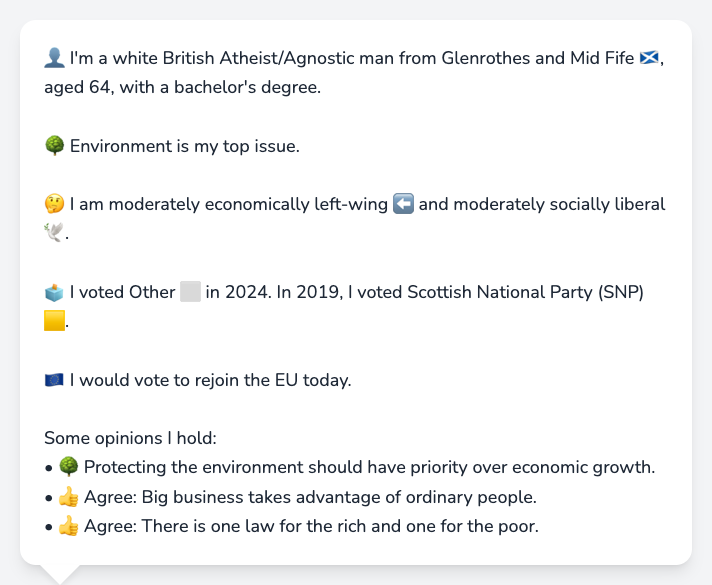 👤 I'm a white British Atheist/Agnostic man from Glenrothes and Mid Fife 🏴󠁧󠁢󠁳󠁣󠁴󠁿,
aged 64, with a bachelor's degree.
🌳 Environment is my top issue.
🤔 I am moderately economically left-wing ⬅️ and moderately socially liberal
🕊️.
🗳️ I voted Other ⬜ in 2024. In 2019, I voted Scottish National Party (SNP)
🟨.
🇪🇺 I would vote to rejoin the EU today.
Some opinions I hold:
• 🌳 Protecting the environment should have priority over economic growth.
• 👍 Agree: Big business takes advantage of ordinary people.
• 👍 Agree: There is one law for the rich and one for the poor.